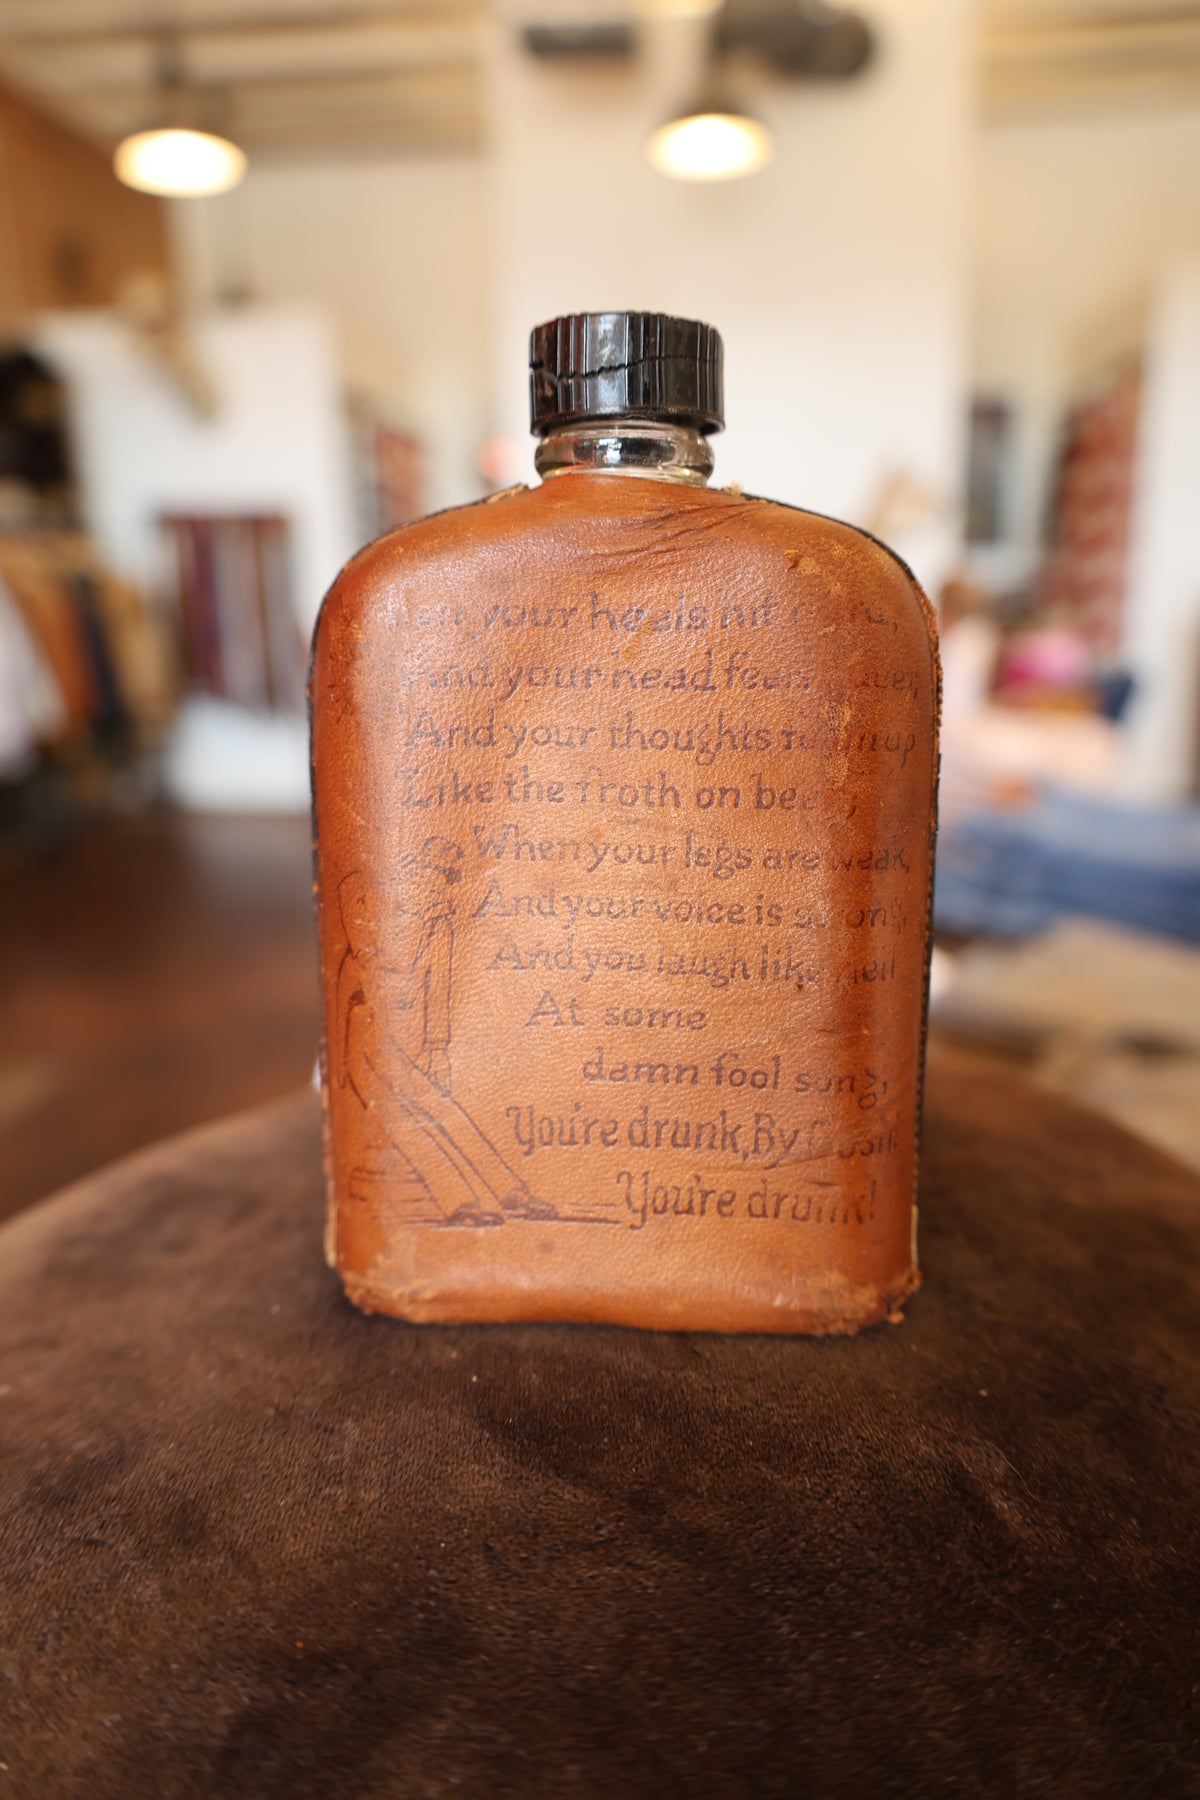 your heels hit
And your head feels
And your thoughts up
Like the froth on beer,
When your legs are weak,
And your voice is strong,
And you laugh like hell
At some
damn fool song,
You're drunk, By
You're drunk!